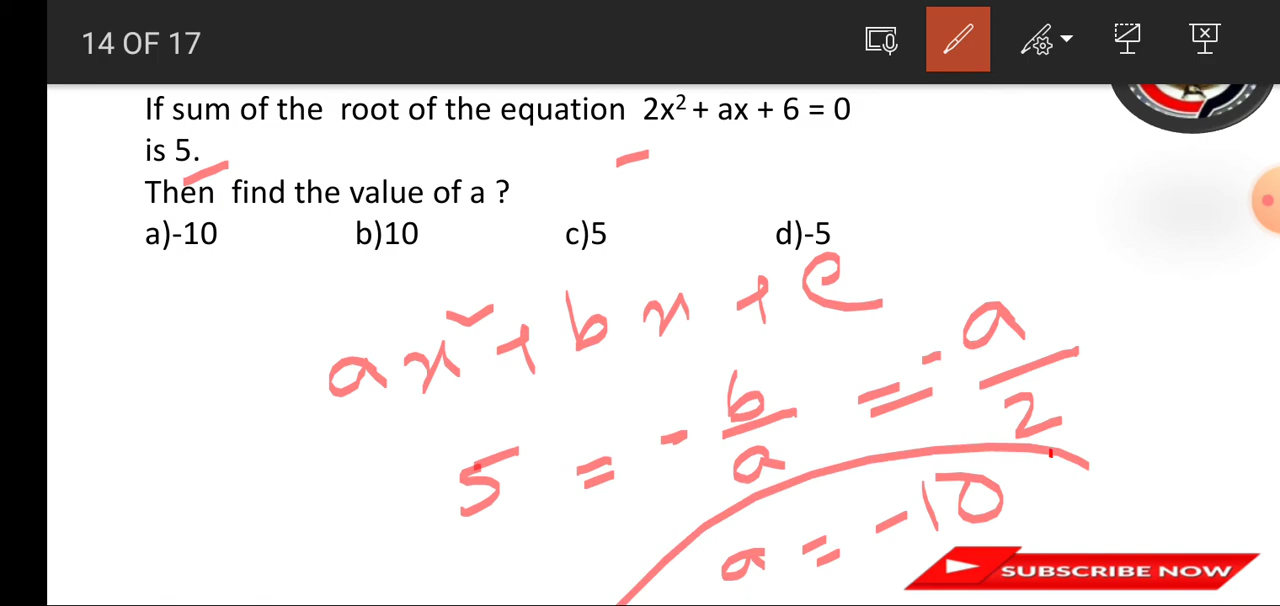 14 OF 17
If sum of the root of the equation 2x² + ax + 6 = 0
is 5.
Then find the value of a ?
a)-10 b)10 c)5 d)-5
ax² + bx + c
5 = - b/a = - a/2
a = -10
SUBSCRIBE NOW